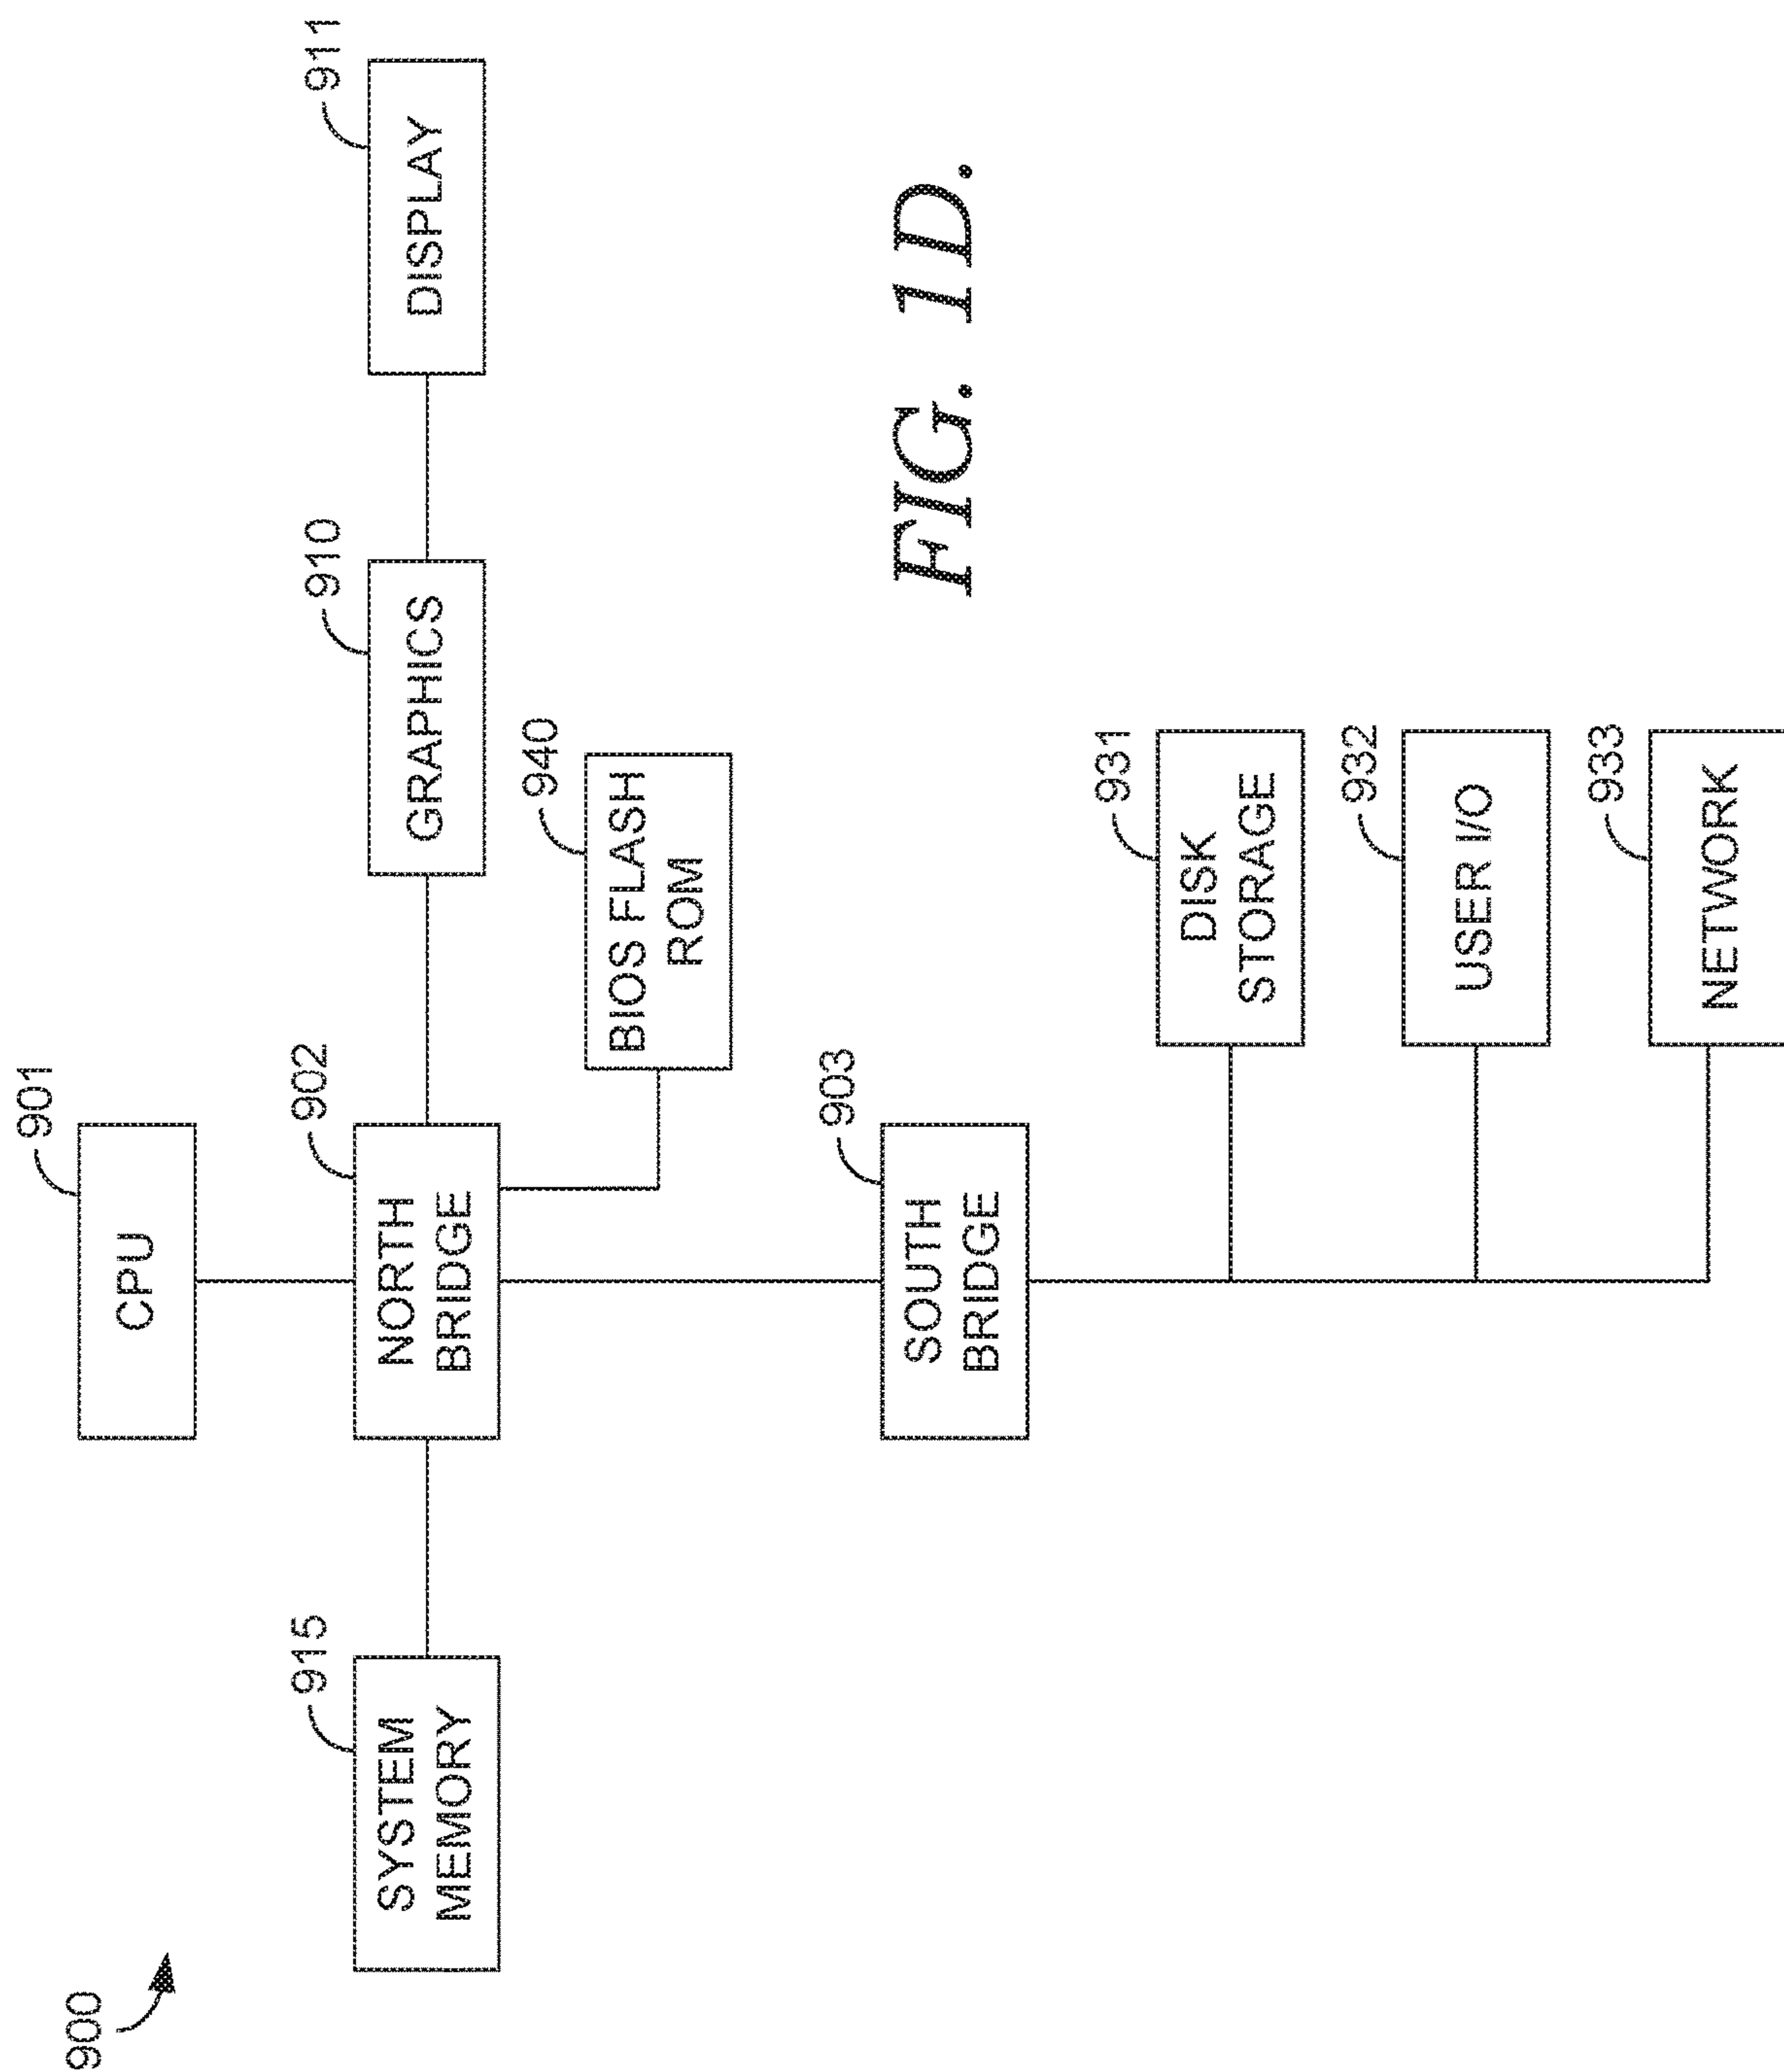 900
901
CPU
915
SYSTEM
MEMORY
902
NORTH
BRIDGE
910
GRAPHICS
911
DISPLAY
940
BIOS FLASH
ROM
903
SOUTH
BRIDGE
931
DISK
STORAGE
932
USER I/O
933
NETWORK
FIG. 1D.